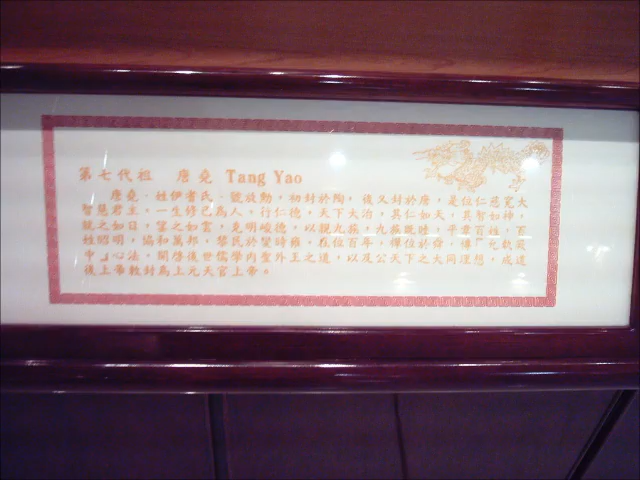 第七代祖 唐堯 Tang Yao
唐堯,姓伊耆氏,號放勳,初封於陶,後又封於唐,是位仁慈寬大
智慧君主,一生修己為人,行仁德,天下大治,其仁如天,其智如神,
就之如日,望之如雲,克明峻德,以親九族,九族既睦,平章百姓,百
姓昭明,協和萬邦,黎民於變時雍,在位百年,禪位於舜,傳「允執厥
中」心法,開啓後世儒學內聖外王之道,以及公天下之大同理想,成道
後上帝敕封為上元天官上帝。